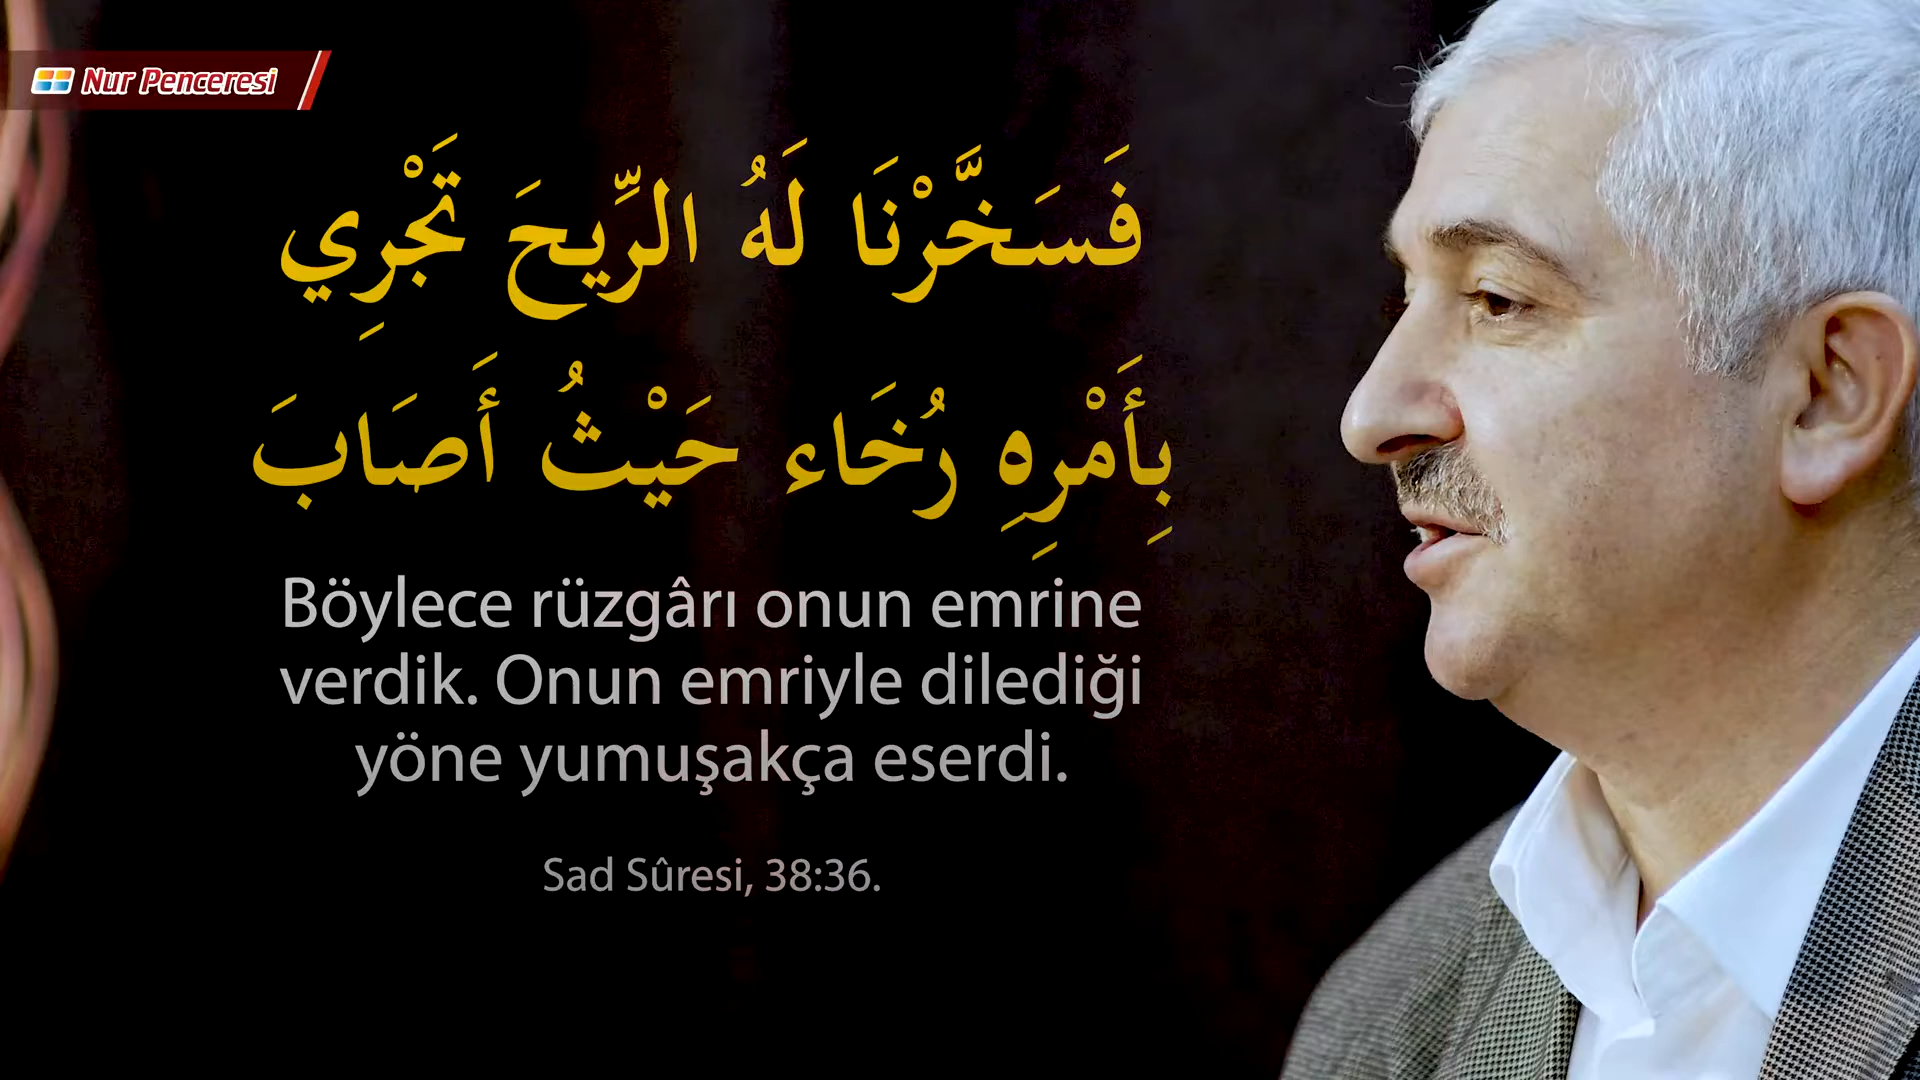 Nur Penceresi
فَسَخَّرْنَا لَهُ الرِّيحَ تَجْرِي
بِأَمْرِهِ رُخَاء حَيْثُ أَصَابَ
Böylece rüzgârı onun emrine
verdik. Onun emriyle dilediği
yöne yumuşakça eserdi.
Sad Sûresi, 38:36.